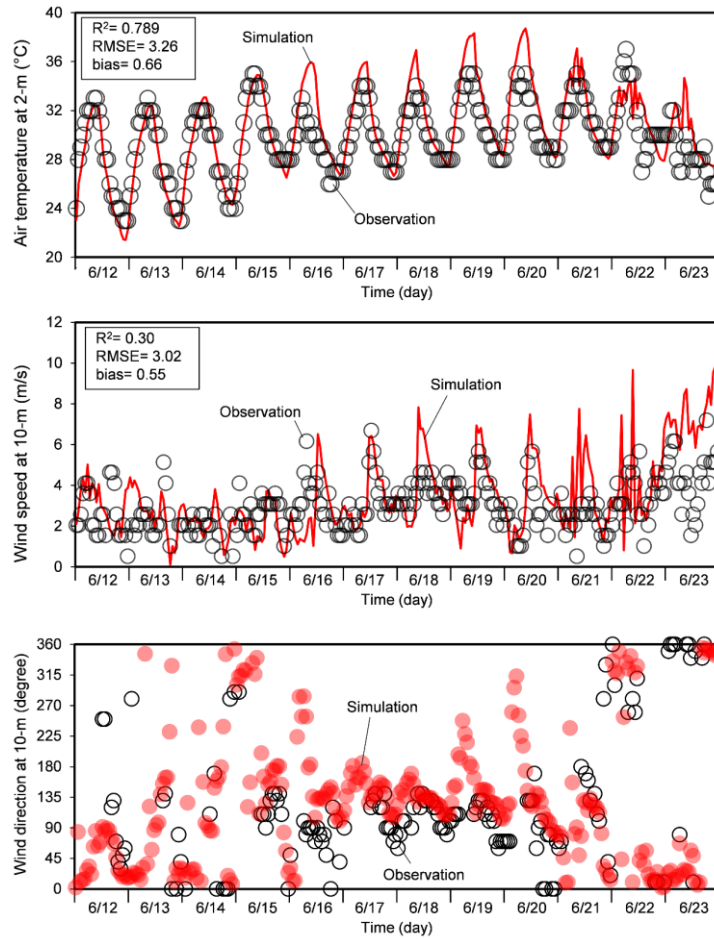 40
36
32
28
24
20
Air temperature at 2-m (°C)
R²= 0.789
RMSE= 3.26
bias= 0.66
Simulation
Observation
6/12 6/13 6/14 6/15 6/16 6/17 6/18 6/19 6/20 6/21 6/22 6/23
Time (day)
12
10
8
6
4
2
0
Wind speed at 10-m (m/s)
R²= 0.30
RMSE= 3.02
bias= 0.55
Observation
Simulation
6/12 6/13 6/14 6/15 6/16 6/17 6/18 6/19 6/20 6/21 6/22 6/23
Time (day)
360
315
270
225
180
135
90
45
0
Wind direction at 10-m (degree)
Simulation
Observation
6/12 6/13 6/14 6/15 6/16 6/17 6/18 6/19 6/20 6/21 6/22 6/23
Time (day)